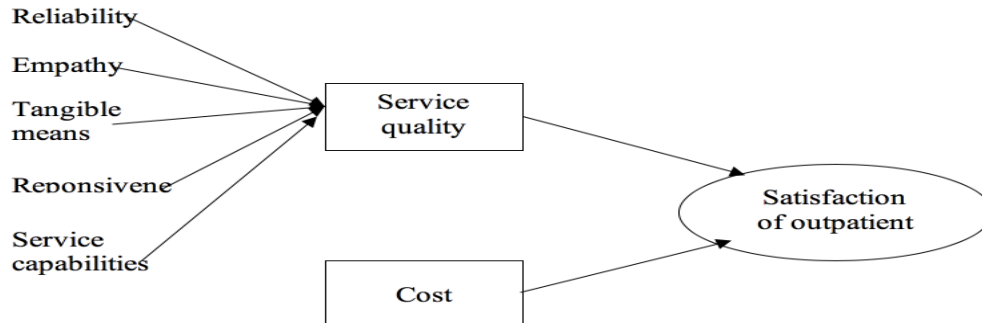 Reliability
Empathy
Tangible
means
Reponsivene
Service
capabilities
Service
quality
Cost
Satisfaction
of outpatient